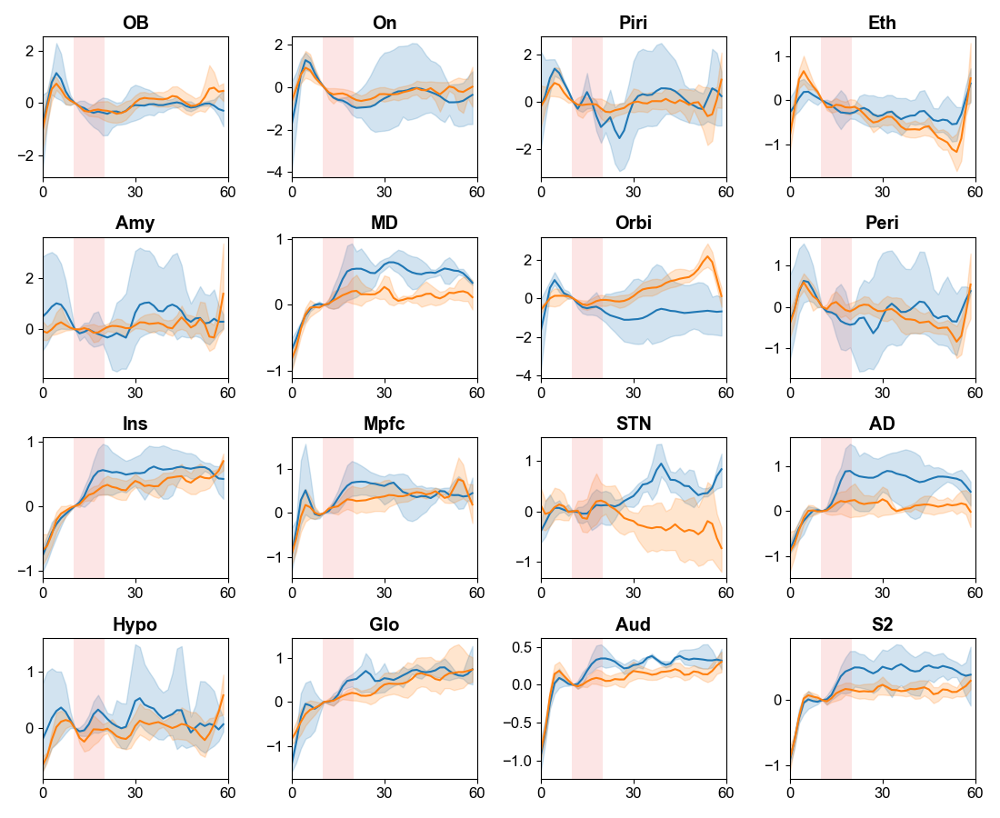 OB On Piri Eth
2 2 2 1
0 0 0 0
−2 −2 −2 −1
−4
0 30 60 0 30 60 0 30 60 0 30 60
Amy MD Orbi Peri
2 1 2 1
0 0 0 0
−1 −2 −1
−4
0 30 60 0 30 60 0 30 60 0 30 60
Ins Mpfc STN AD
1 1 1 1
0 0 0 0
−1 −1 −1 −1
0 30 60 0 30 60 0 30 60 0 30 60
Hypo Glo Aud S2
1 1 0.5 0
0 0 0.0 −1
−1 −0.5
−1.0
0 30 60 0 30 60 0 30 60 0 30 60